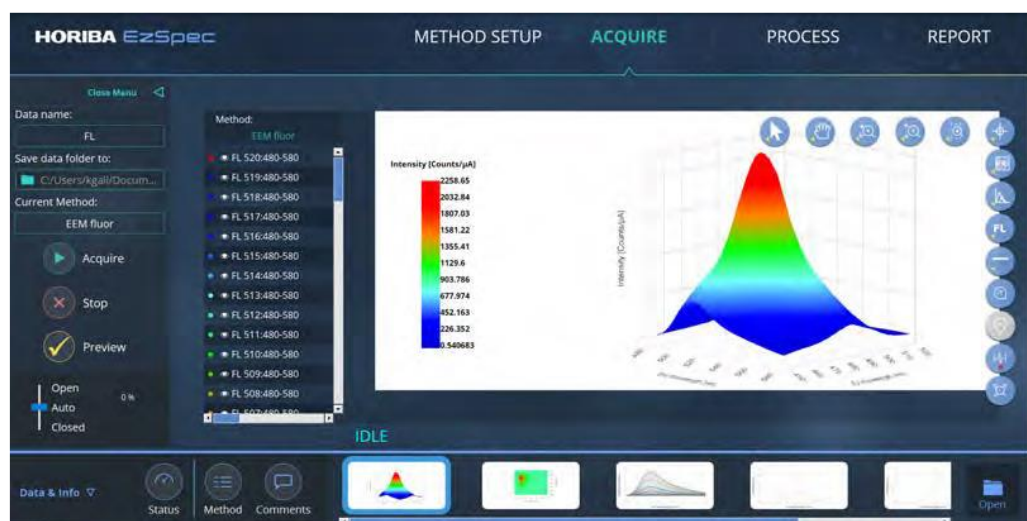 HORIBA EzSpec
METHOD SETUP
ACQUIRE
PROCESS
REPORT
Close Menu
Data name:
FL
Save data folder to:
C:/Users/kgali/Docum...
Current Method:
EEM fluor
Acquire
Stop
Preview
Open
Auto
Closed
0 %
Method:
EEM floor
FL 520:480-580
FL 519:480-580
FL 518:480-580
FL 517:480-580
FL 516:480-580
FL 515:480-580
FL 514:480-580
FL 513:480-580
FL 512:480-580
FL 511:480-580
FL 510:480-580
FL 509:480-580
FL 508:480-580
FL 507:480-580
Intensity [Counts/µA]
2258.65
2032.84
1807.03
1581.22
1355.41
1129.6
903.786
677.974
452.163
226.352
0.540683
Intensity [Counts/µA]
FL
IDLE
Data & Info
Status
Method
Comments
Open